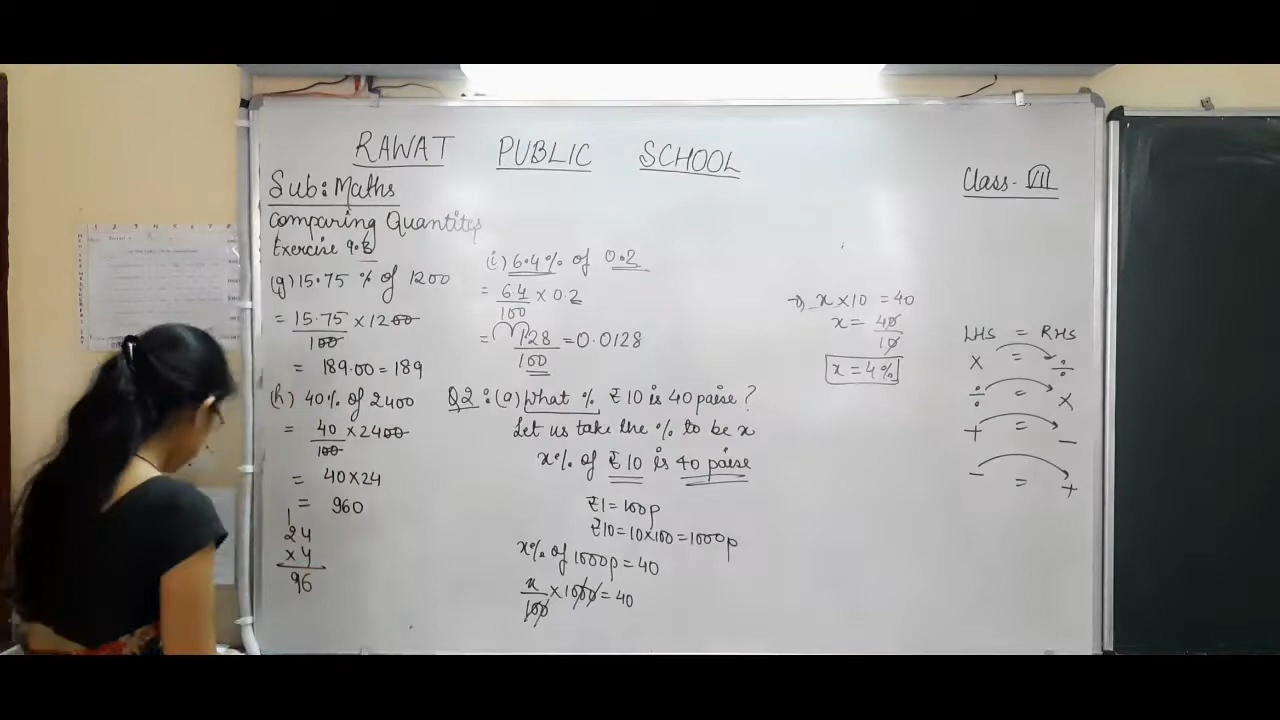 RAWAT PUBLIC SCHOOL
Class- VII
Sub: Maths
Comparing Quantites
Exercise 9.B
(g) 15.75 % of 1200
= 15.75/100 × 1200
= 189.00 = 189
(h) 40% of 2400
= 40/100 × 2400
= 40×24
= 960
1
24
×4
96
(i) 6.4% of 0.2
= 6.4/100 × 0.2
= 128/100 = 0.0128
Q2: (a) What % ₹10 is 40 paise?
Let us take the % to be x
x% of ₹10 is 40 paise
₹1 = 100p
₹10 = 10×100 = 1000p
x% of 1000p = 40
x/100 × 1000 = 40
→ x×10 = 40
x = 40/10
x = 4%
LHS = RHS
× = ÷
÷ = ×
+ = −
− = +